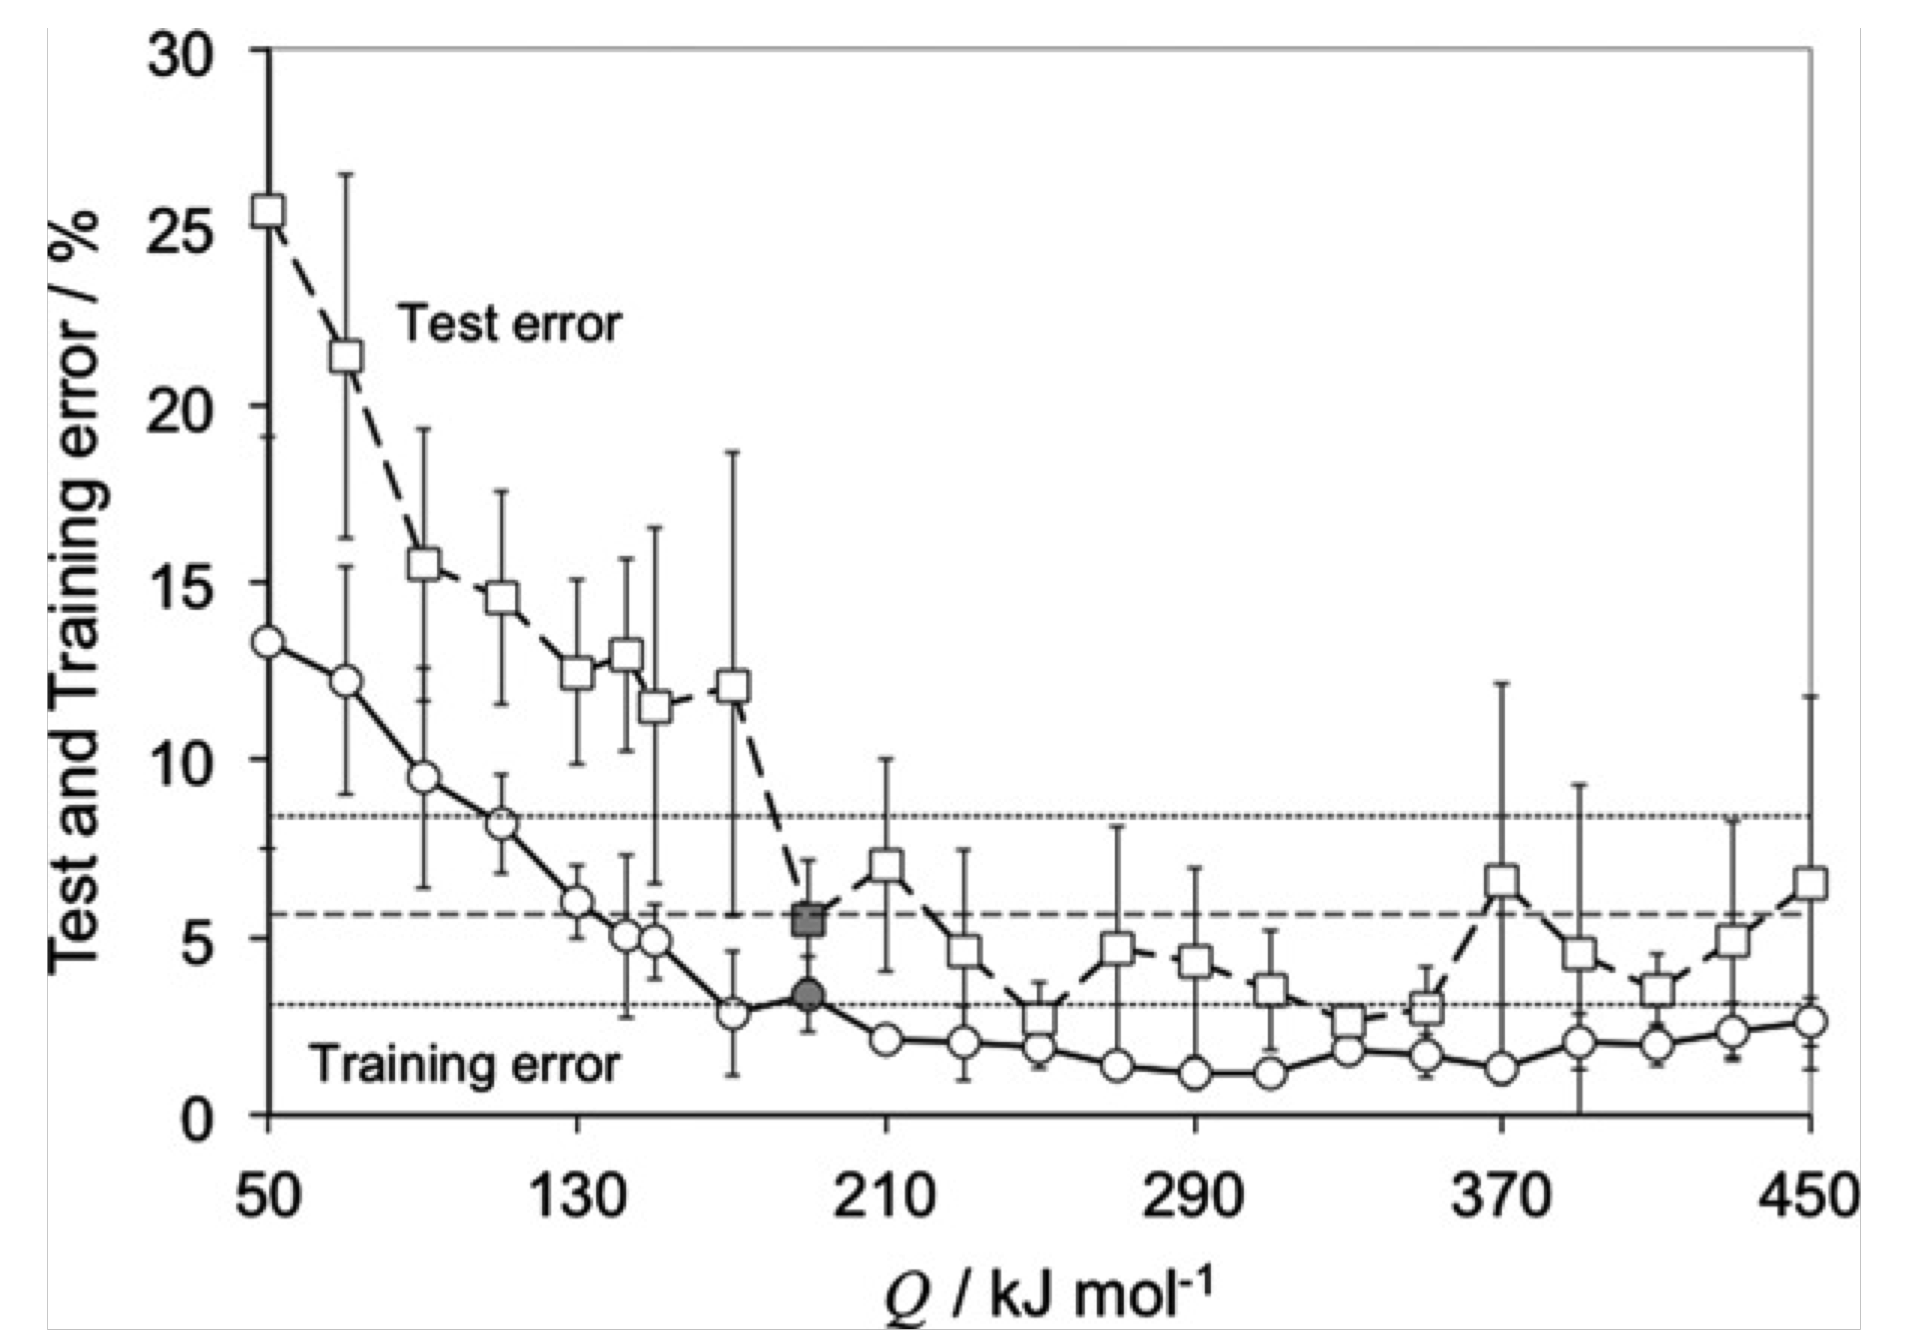 Test and Training error / %
30
25
20
15
10
5
0
Test error
Training error
50 130 210 290 370 450
Q / kJ mol⁻¹